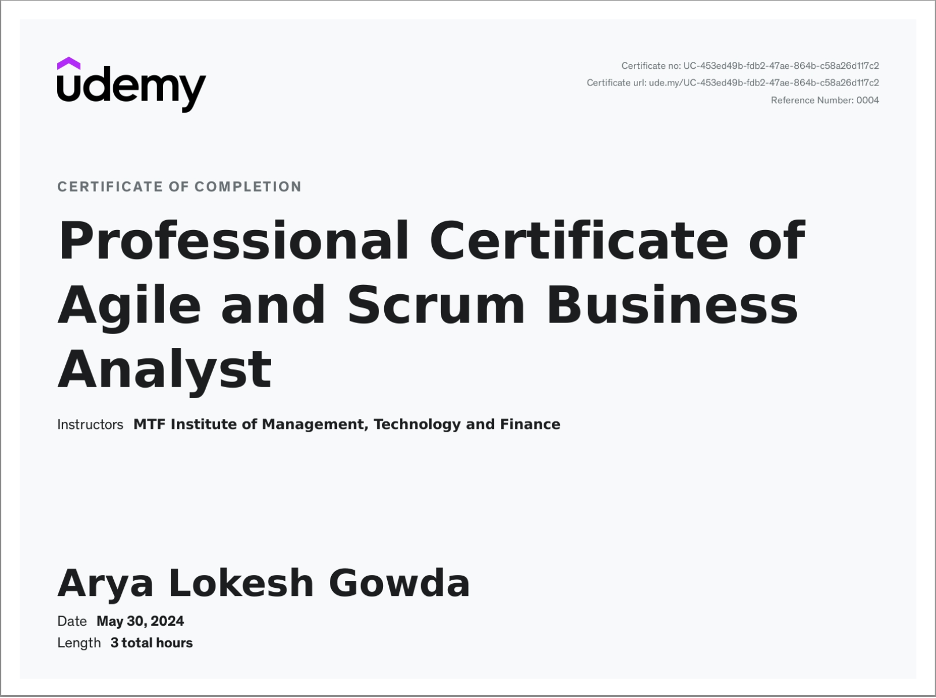 udemy
Certificate no: UC-453ed49b-fdb2-47ae-864b-c58a26d117c2
Certificate url: ude.my/UC-453ed49b-fdb2-47ae-864b-c58a26d117c2
Reference Number: 0004
CERTIFICATE OF COMPLETION
Professional Certificate of
Agile and Scrum Business
Analyst
Instructors MTF Institute of Management, Technology and Finance
Arya Lokesh Gowda
Date May 30, 2024
Length 3 total hours